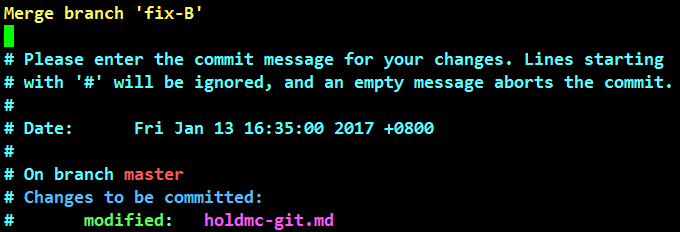 Merge branch 'fix-B'
# Please enter the commit message for your changes. Lines starting
# with '#' will be ignored, and an empty message aborts the commit.
#
# Date:      Fri Jan 13 16:35:00 2017 +0800
#
# On branch master
# Changes to be committed:
#       modified:   holdmc-git.md